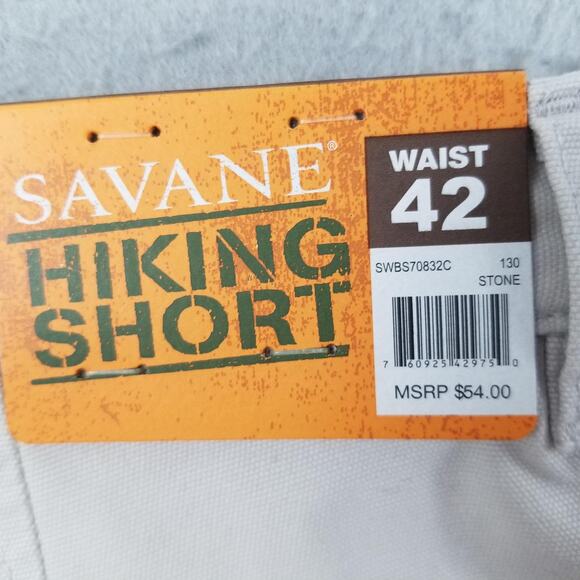 SAVANE®
HIKING
SHORT
WAIST
42
SWBS70832C 130
STONE
7 60925 42975 0
MSRP $54.00